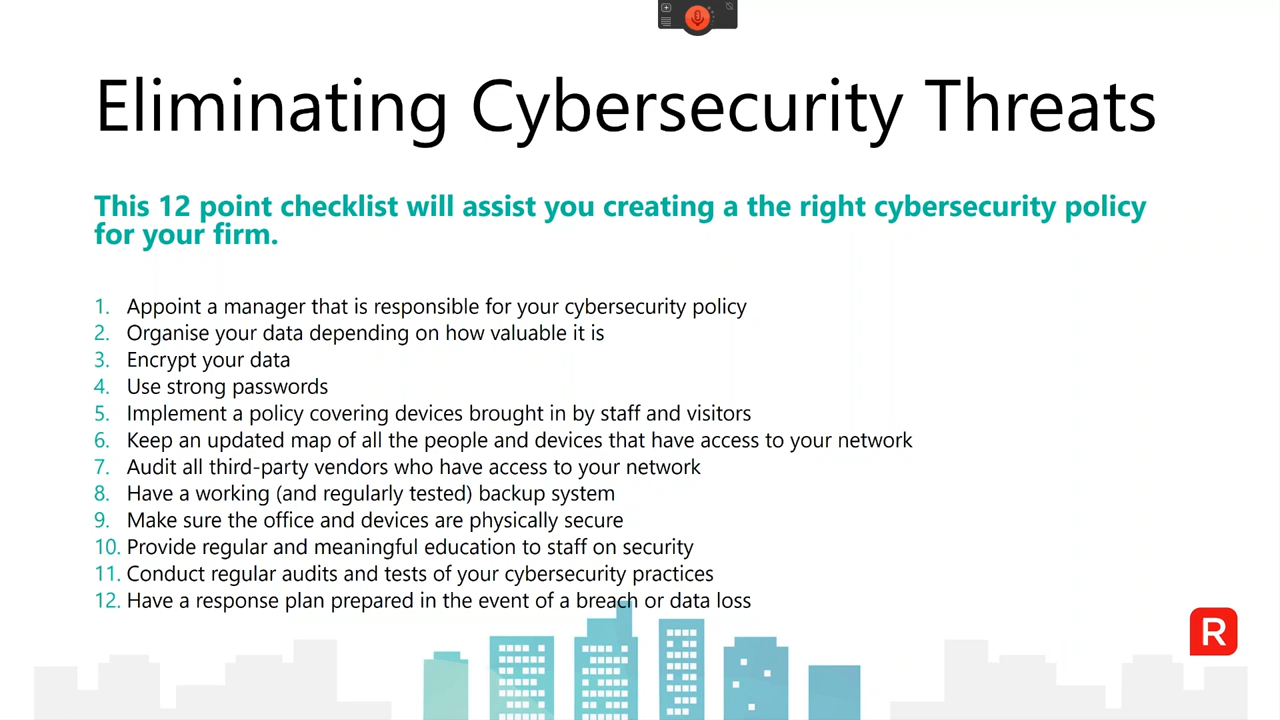 Eliminating Cybersecurity Threats
This 12 point checklist will assist you creating a the right cybersecurity policy
for your firm.
1. Appoint a manager that is responsible for your cybersecurity policy
2. Organise your data depending on how valuable it is
3. Encrypt your data
4. Use strong passwords
5. Implement a policy covering devices brought in by staff and visitors
6. Keep an updated map of all the people and devices that have access to your network
7. Audit all third-party vendors who have access to your network
8. Have a working (and regularly tested) backup system
9. Make sure the office and devices are physically secure
10. Provide regular and meaningful education to staff on security
11. Conduct regular audits and tests of your cybersecurity practices
12. Have a response plan prepared in the event of a breach or data loss
R